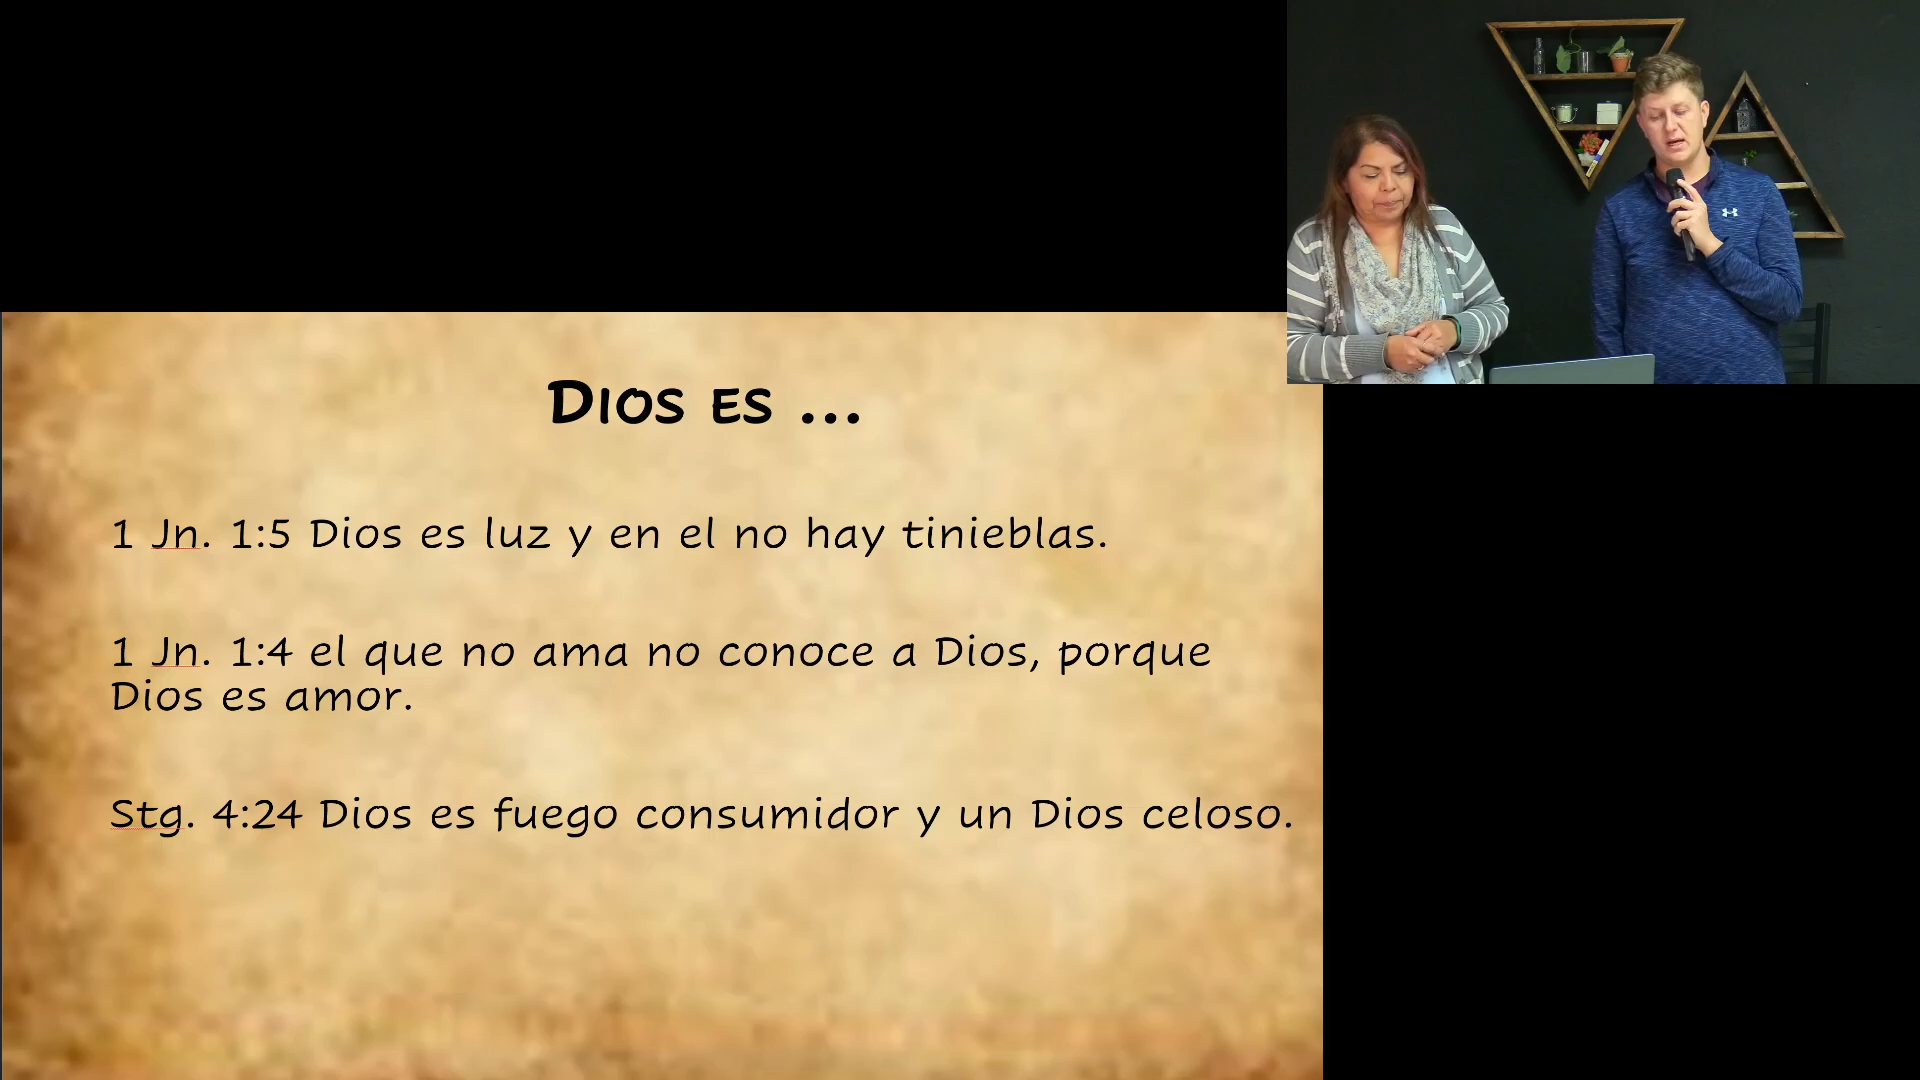 Dios es ...
1 Jn. 1:5 Dios es luz y en el no hay tinieblas.
1 Jn. 1:4 el que no ama no conoce a Dios, porque
Dios es amor.
Stg. 4:24 Dios es fuego consumidor y un Dios celoso.